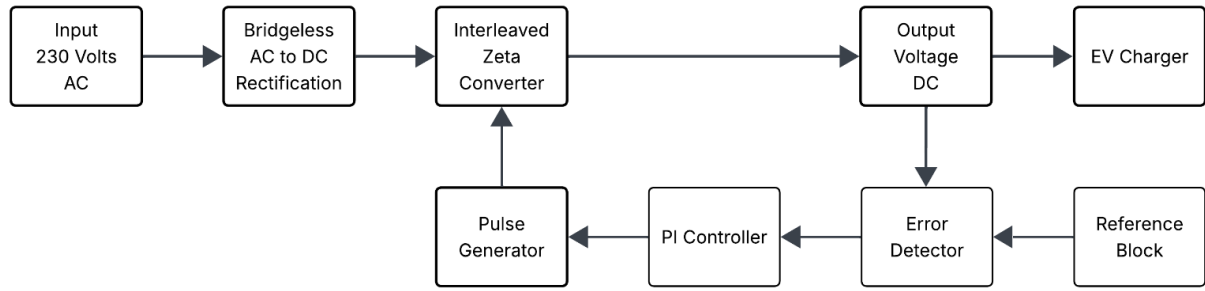 Input
230 Volts
AC
Bridgeless
AC to DC
Rectification
Interleaved
Zeta
Converter
Output
Voltage
DC
EV Charger
Pulse
Generator
PI Controller
Error
Detector
Reference
Block